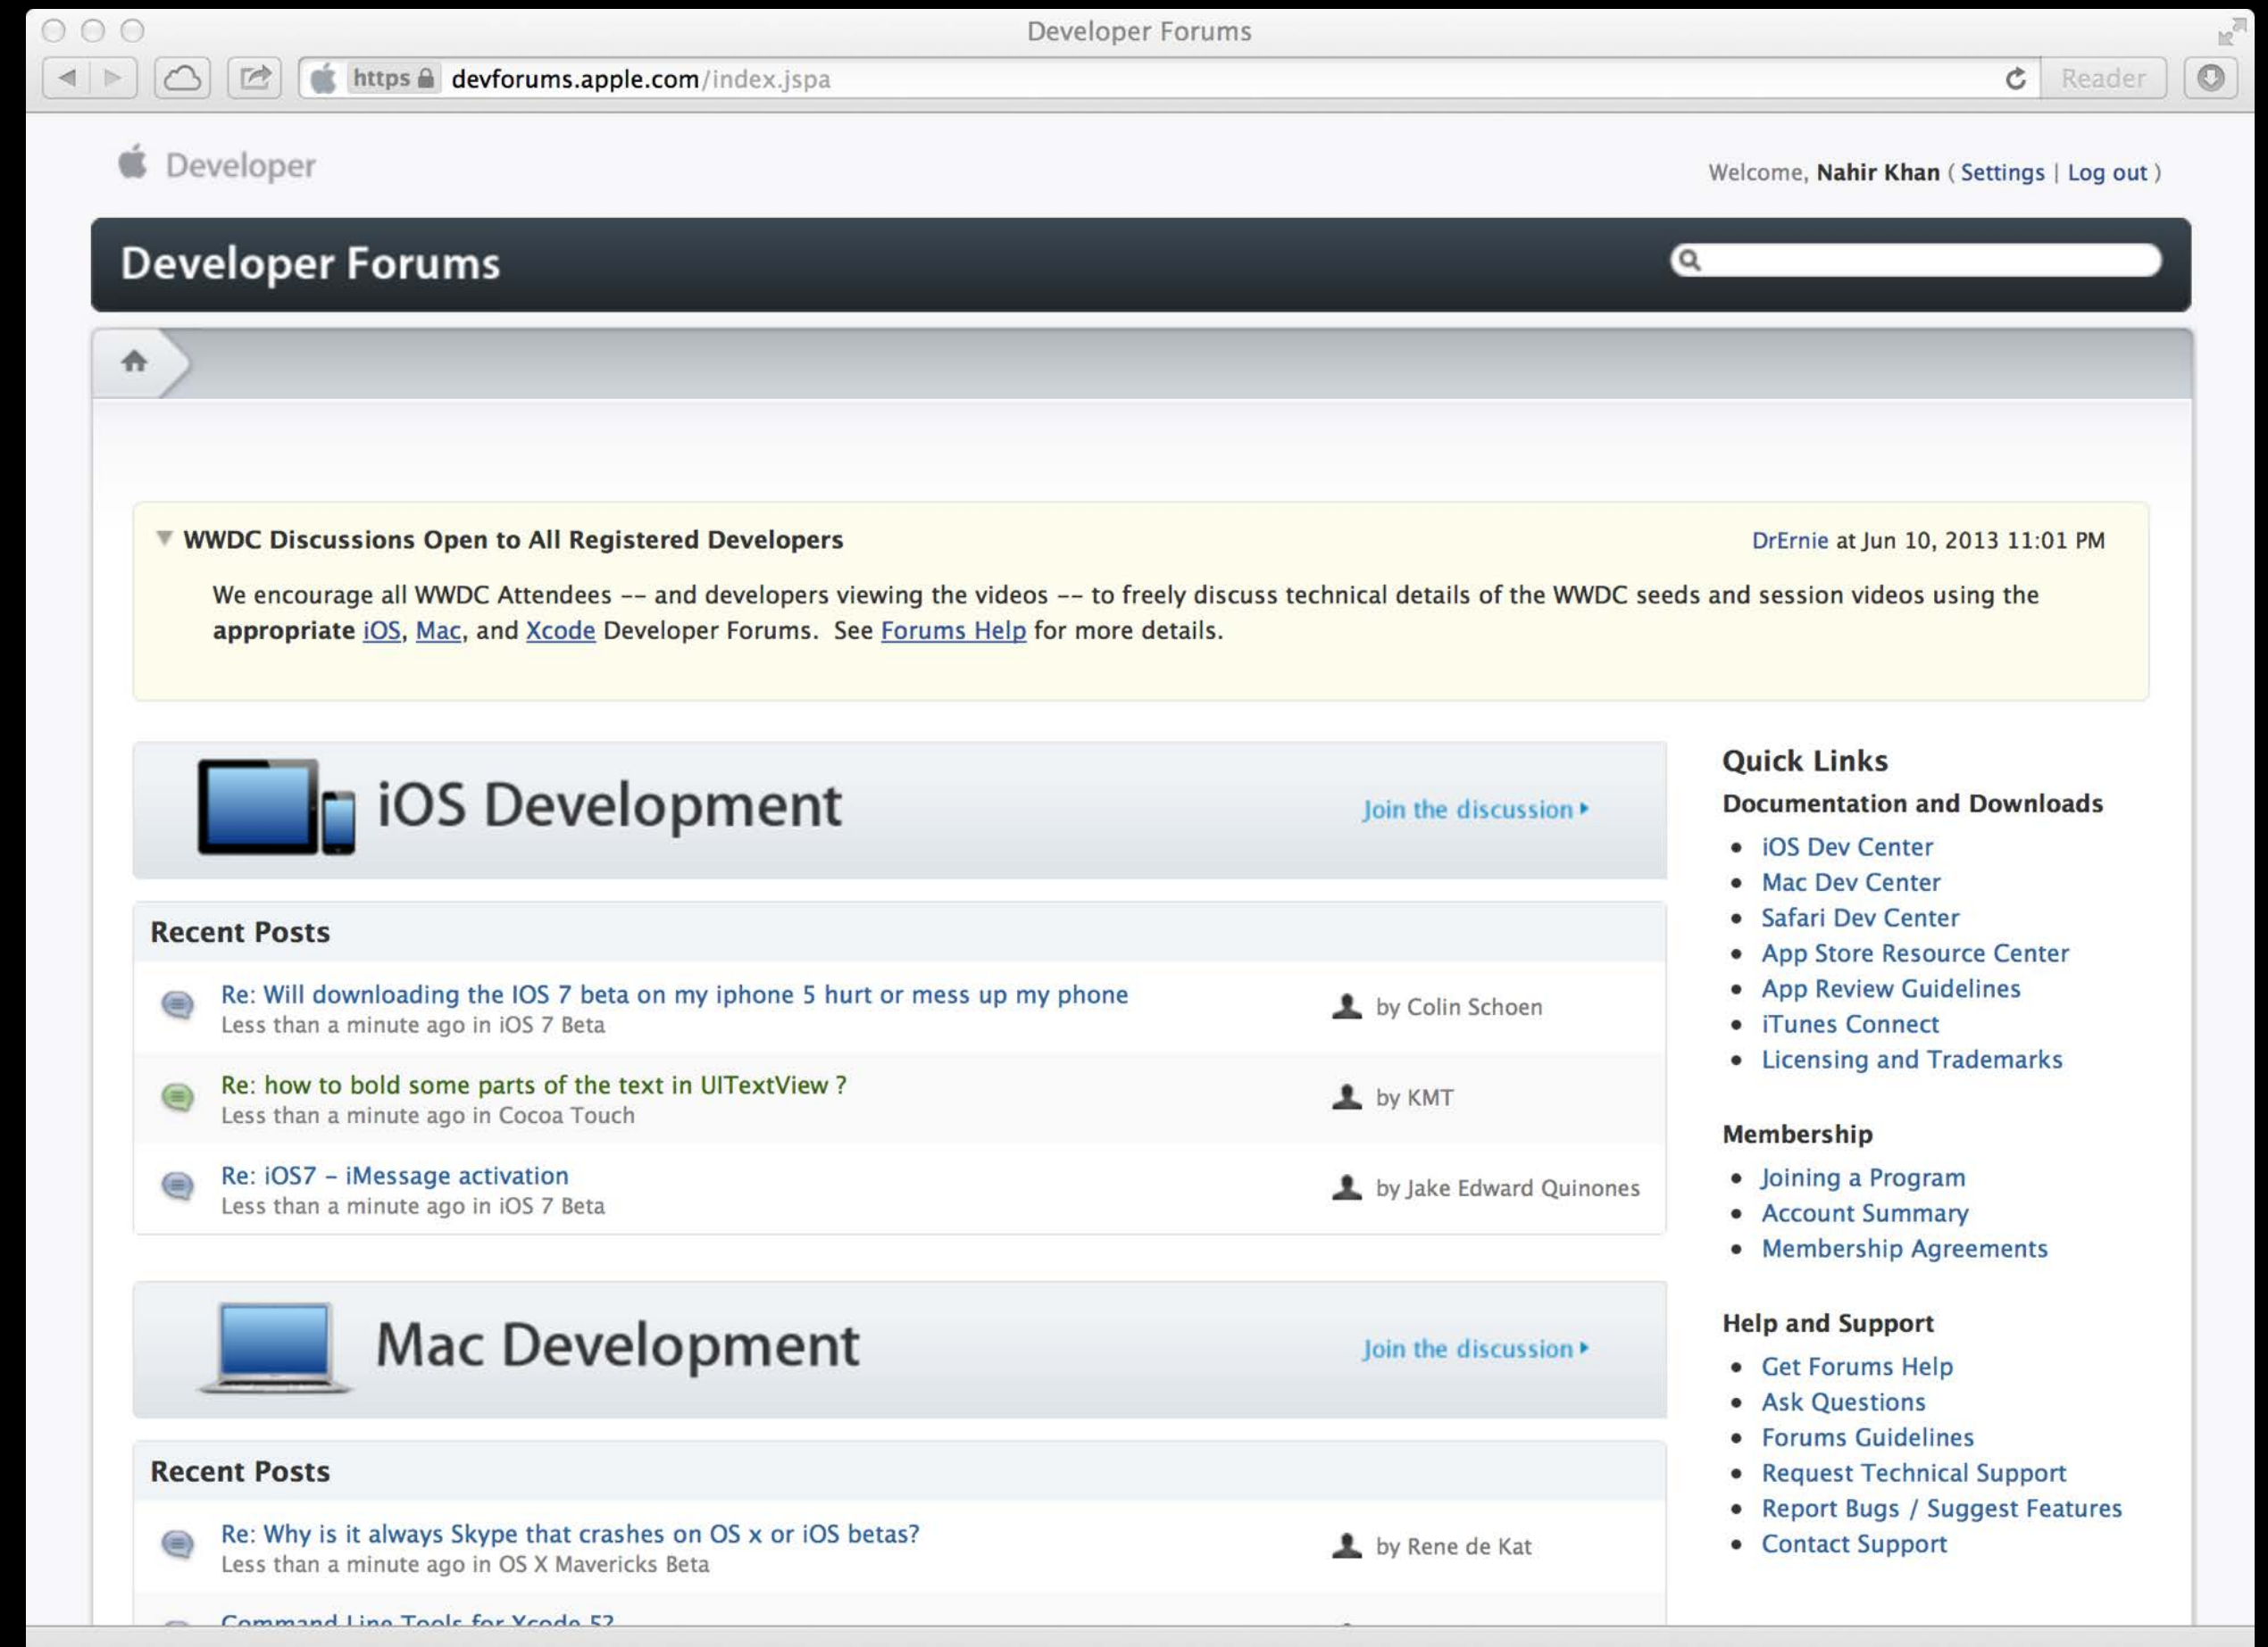 Developer Forums
https devforums.apple.com/index.jspa
Reader
Developer
Welcome, Nahir Khan ( Settings | Log out )
Developer Forums
WWDC Discussions Open to All Registered Developers
DrErnie at Jun 10, 2013 11:01 PM
We encourage all WWDC Attendees -- and developers viewing the videos -- to freely discuss technical details of the WWDC seeds and session videos using the
appropriate iOS, Mac, and Xcode Developer Forums. See Forums Help for more details.
iOS Development
Join the discussion
Recent Posts
Re: Will downloading the IOS 7 beta on my iphone 5 hurt or mess up my phone
Less than a minute ago in iOS 7 Beta
by Colin Schoen
Re: how to bold some parts of the text in UITextView ?
Less than a minute ago in Cocoa Touch
by KMT
Re: iOS7 – iMessage activation
Less than a minute ago in iOS 7 Beta
by Jake Edward Quinones
Mac Development
Join the discussion
Recent Posts
Re: Why is it always Skype that crashes on OS x or iOS betas?
Less than a minute ago in OS X Mavericks Beta
by Rene de Kat
Command Line Tools for Xcode 5?
Quick Links
Documentation and Downloads
• iOS Dev Center
• Mac Dev Center
• Safari Dev Center
• App Store Resource Center
• App Review Guidelines
• iTunes Connect
• Licensing and Trademarks
Membership
• Joining a Program
• Account Summary
• Membership Agreements
Help and Support
• Get Forums Help
• Ask Questions
• Forums Guidelines
• Request Technical Support
• Report Bugs / Suggest Features
• Contact Support